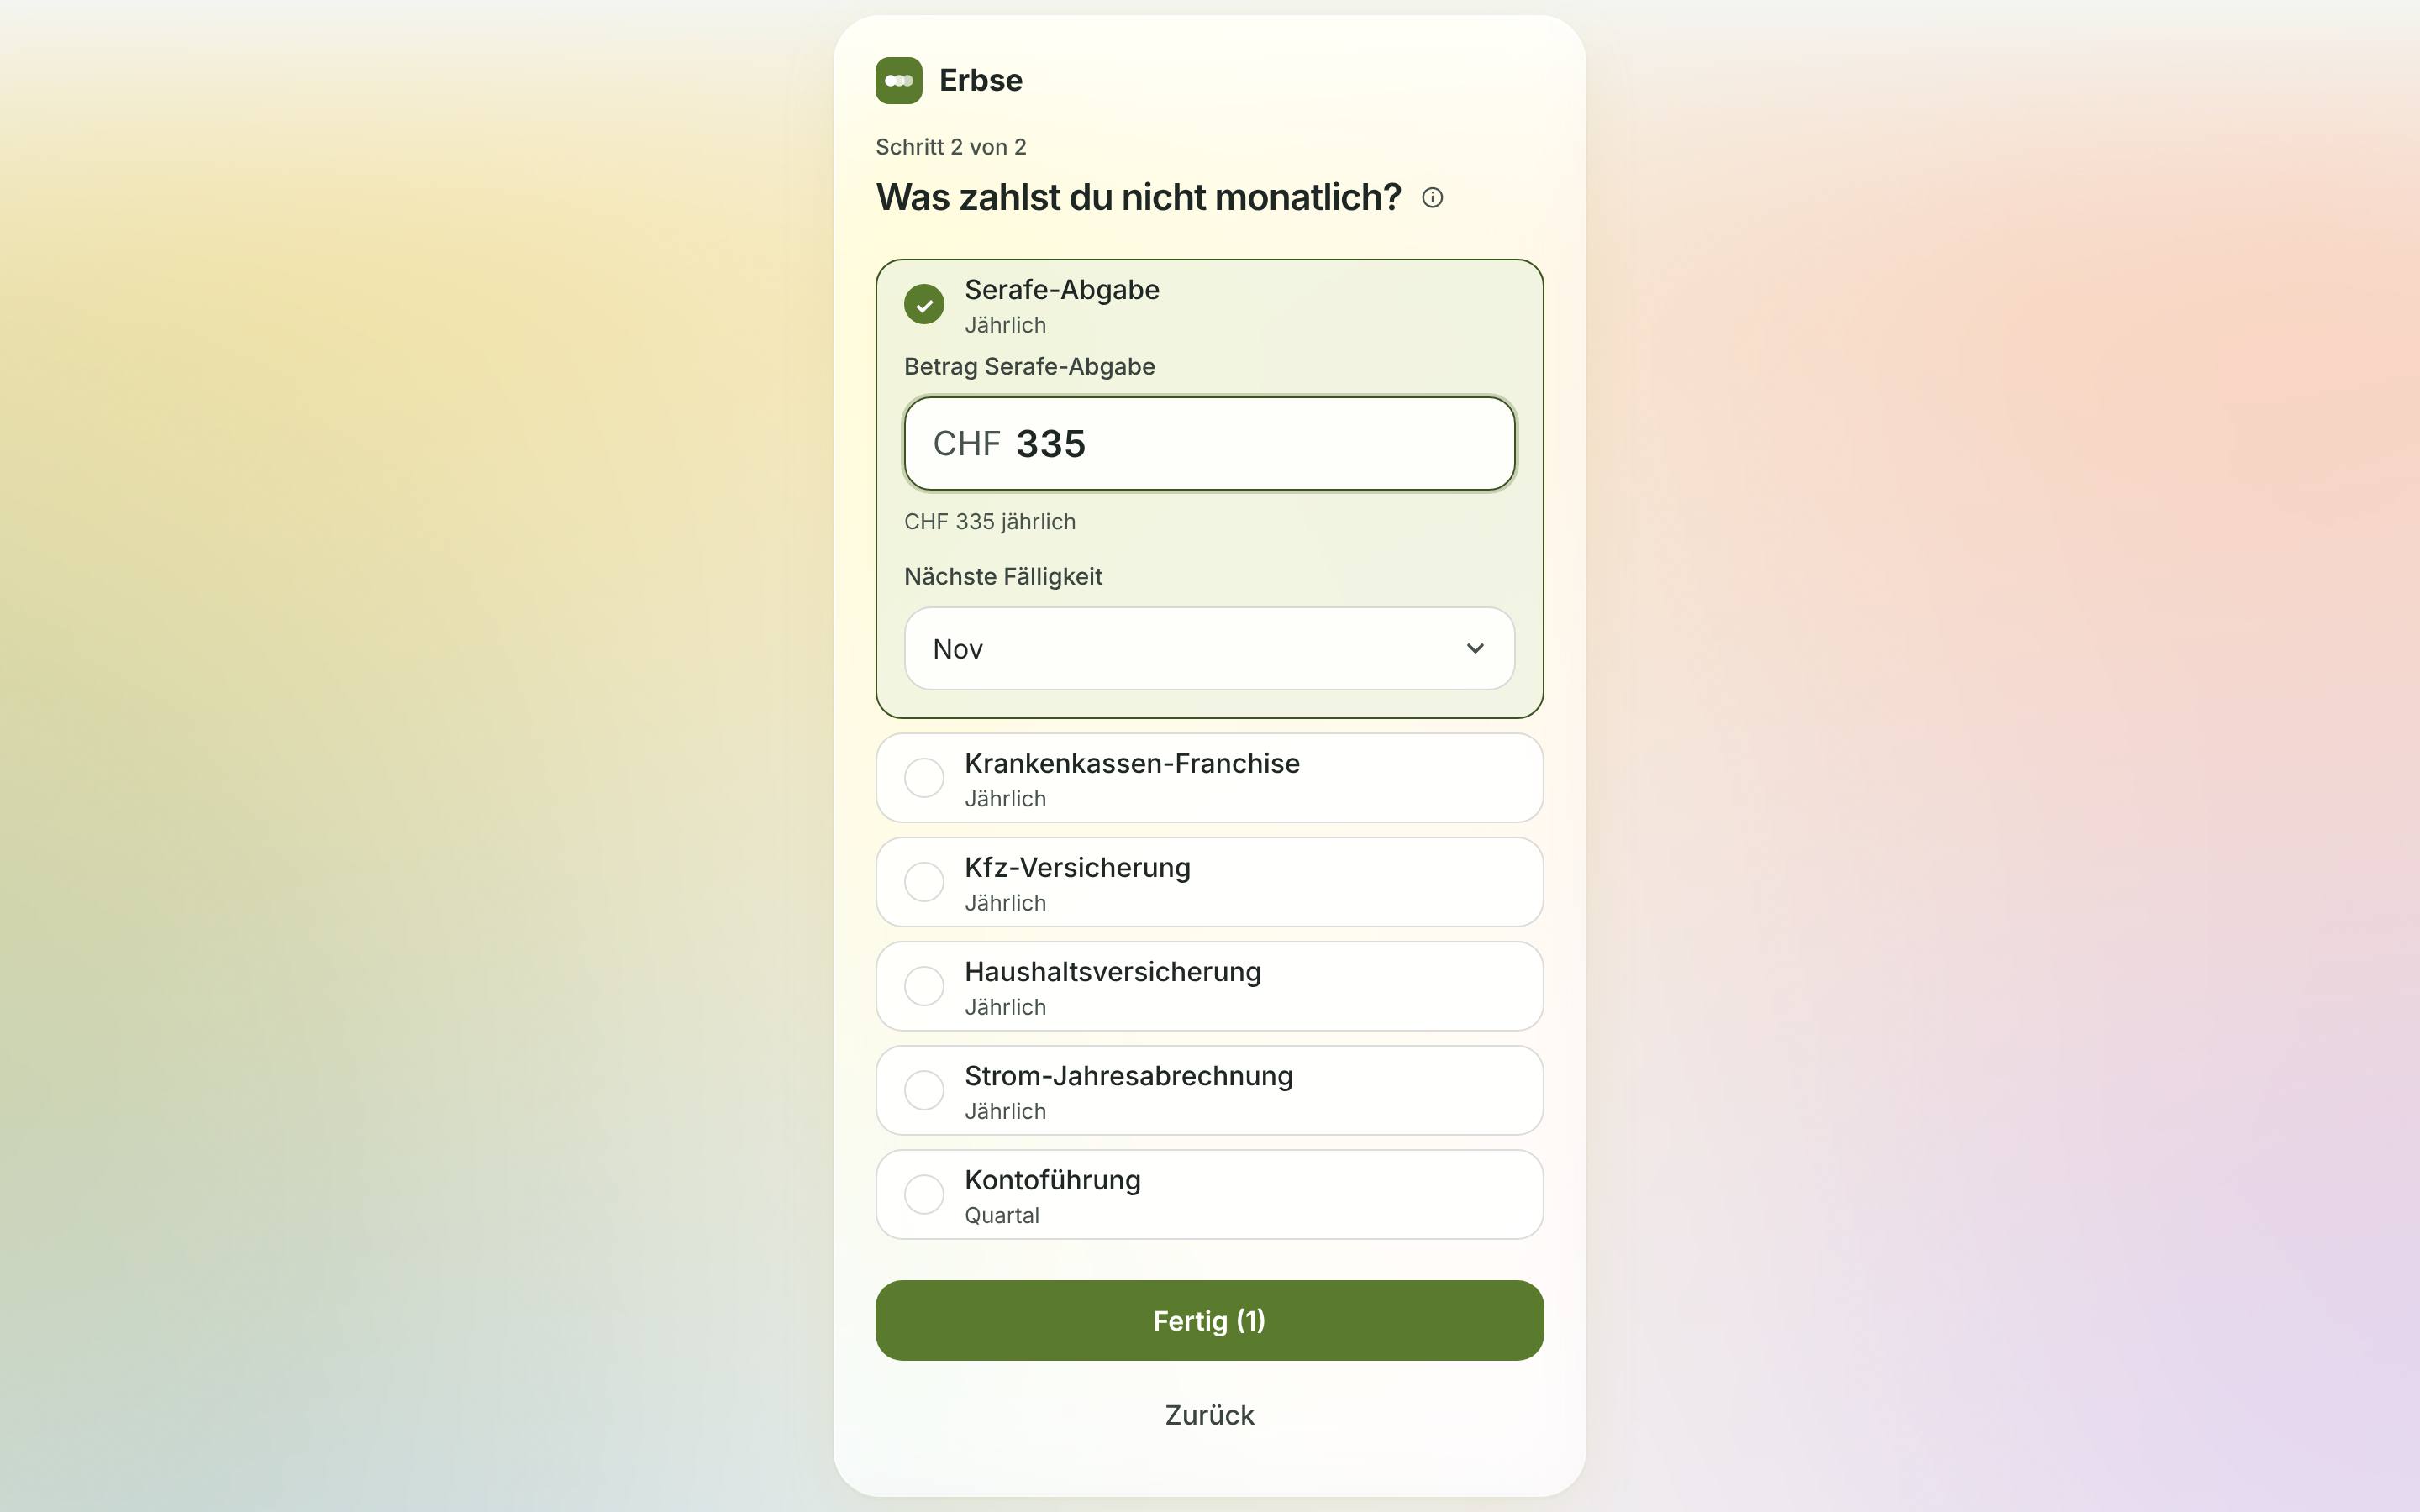 Erbse
Schritt 2 von 2
Was zahlst du nicht monatlich?
Serafe-Abgabe
Jährlich
Betrag Serafe-Abgabe
CHF 335
CHF 335 jährlich
Nächste Fälligkeit
Nov
Krankenkassen-Franchise
Jährlich
Kfz-Versicherung
Jährlich
Haushaltsversicherung
Jährlich
Strom-Jahresabrechnung
Jährlich
Kontoführung
Quartal
Fertig (1)
Zurück